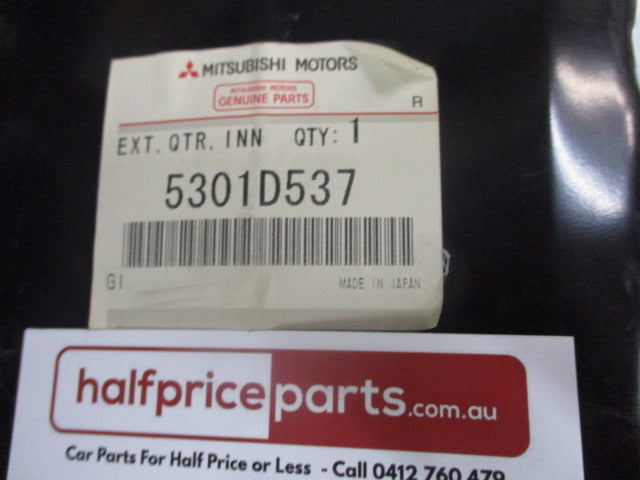 MITSUBISHI MOTORS
MITSUBISHI MOTORS
GENUINE PARTS
R
EXT, QTR, INN QTY: 1
5301D537
GI
MADE IN JAPAN
halfpriceparts.com.au
Car Parts For Half Price or Less - Call 0412 760 479